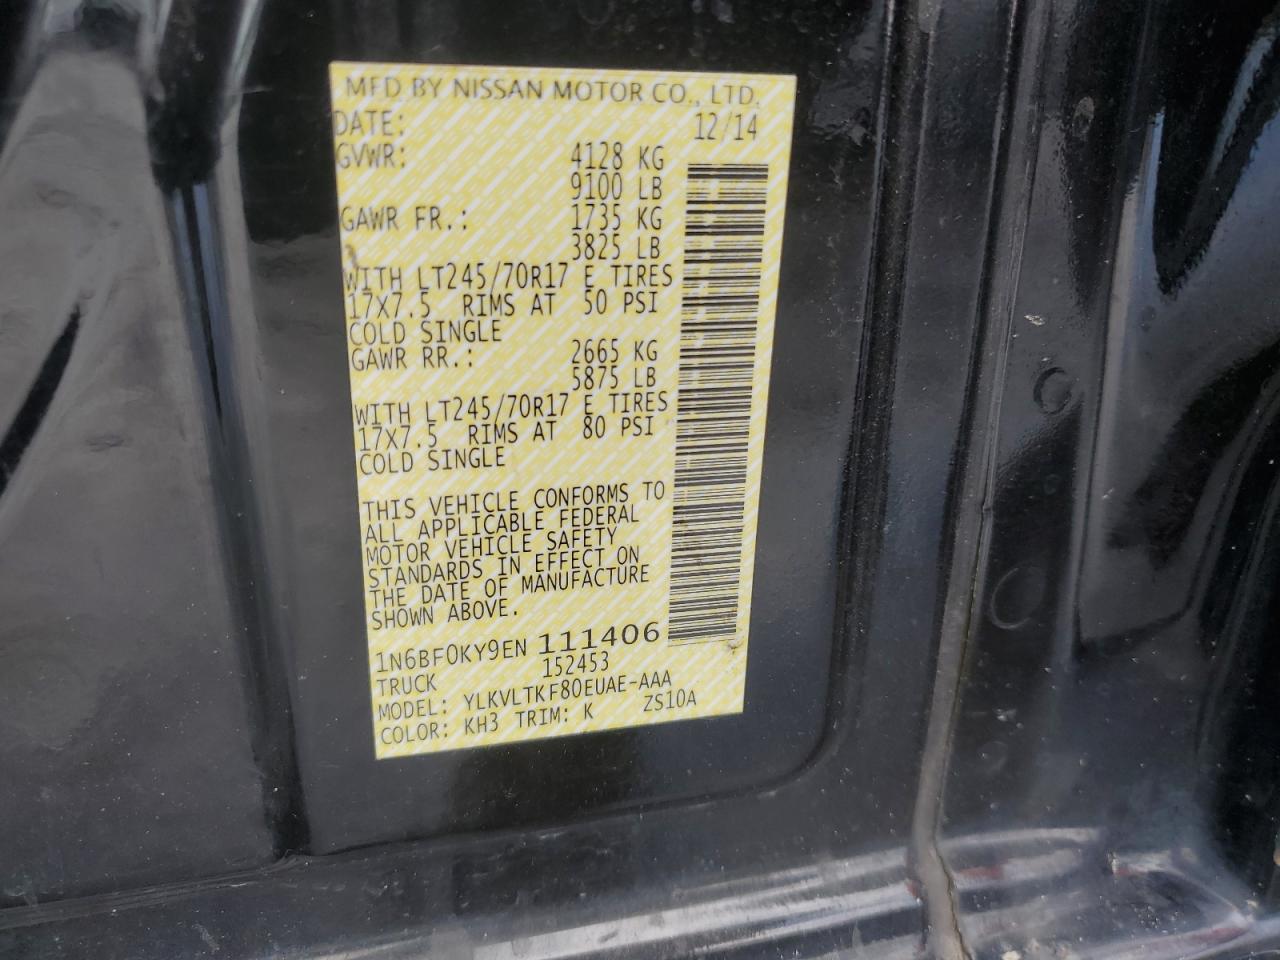 MFD BY NISSAN MOTOR CO., LTD.
DATE: 12/14
GVWR: 4128 KG
9100 LB
GAWR FR.: 1735 KG
3825 LB
WITH LT245/70R17 E TIRES
17X7.5 RIMS AT 50 PSI
COLD SINGLE
GAWR RR.: 2665 KG
5875 LB
WITH LT245/70R17 E TIRES
17X7.5 RIMS AT 80 PSI
COLD SINGLE
THIS VEHICLE CONFORMS TO
ALL APPLICABLE FEDERAL
MOTOR VEHICLE SAFETY
STANDARDS IN EFFECT ON
THE DATE OF MANUFACTURE
SHOWN ABOVE.
1N6BF0KY9EN 111406
TRUCK 152453
MODEL: YLKVLTKF80EUAE-AAA
COLOR: KH3 TRIM: K ZS10A